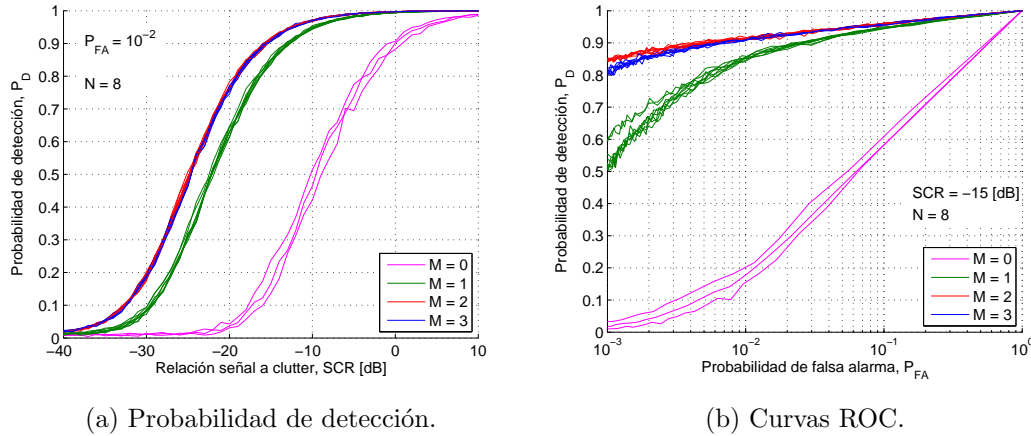 1
0.9
0.8
0.7
0.6
0.5
0.4
0.3
0.2
0.1
0
Probabilidad de detección, P_D
P_FA = 10^-2
N = 8
M = 0
M = 1
M = 2
M = 3
−40 −30 −20 −10 0 10
Relación señal a clutter, SCR [dB]
(a) Probabilidad de detección.
1
0.9
0.8
0.7
0.6
0.5
0.4
0.3
0.2
0.1
0
Probabilidad de detección, P_D
SCR = −15 [dB]
N = 8
M = 0
M = 1
M = 2
M = 3
10^-3 10^-2 10^-1 10^0
Probabilidad de falsa alarma, P_FA
(b) Curvas ROC.